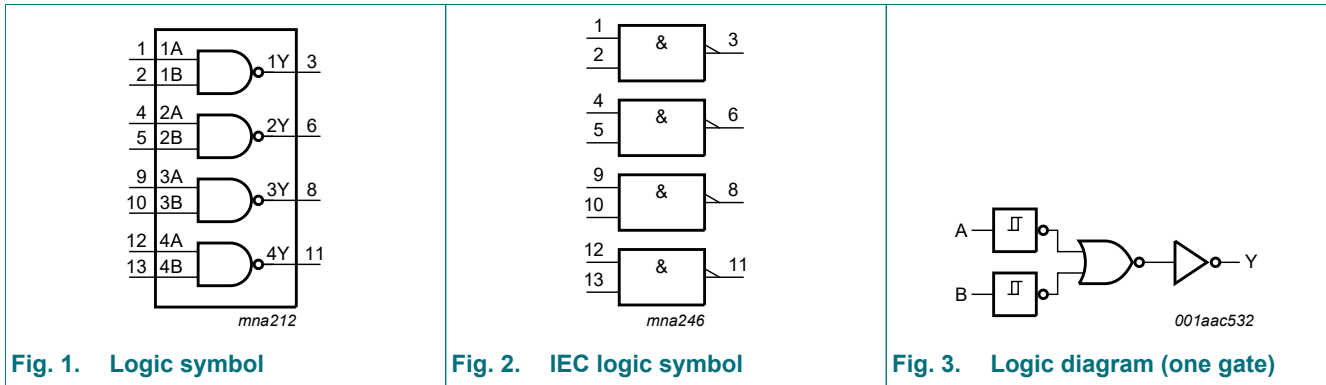 1 1A
1Y 3
2 1B
4 2A
2Y 6
5 2B
9 3A
3Y 8
10 3B
12 4A
4Y 11
13 4B
mna212
Fig. 1. Logic symbol
1
&
3
2
4
&
6
5
9
&
8
10
12
&
11
13
mna246
Fig. 2. IEC logic symbol
A
Y
B
001aac532
Fig. 3. Logic diagram (one gate)